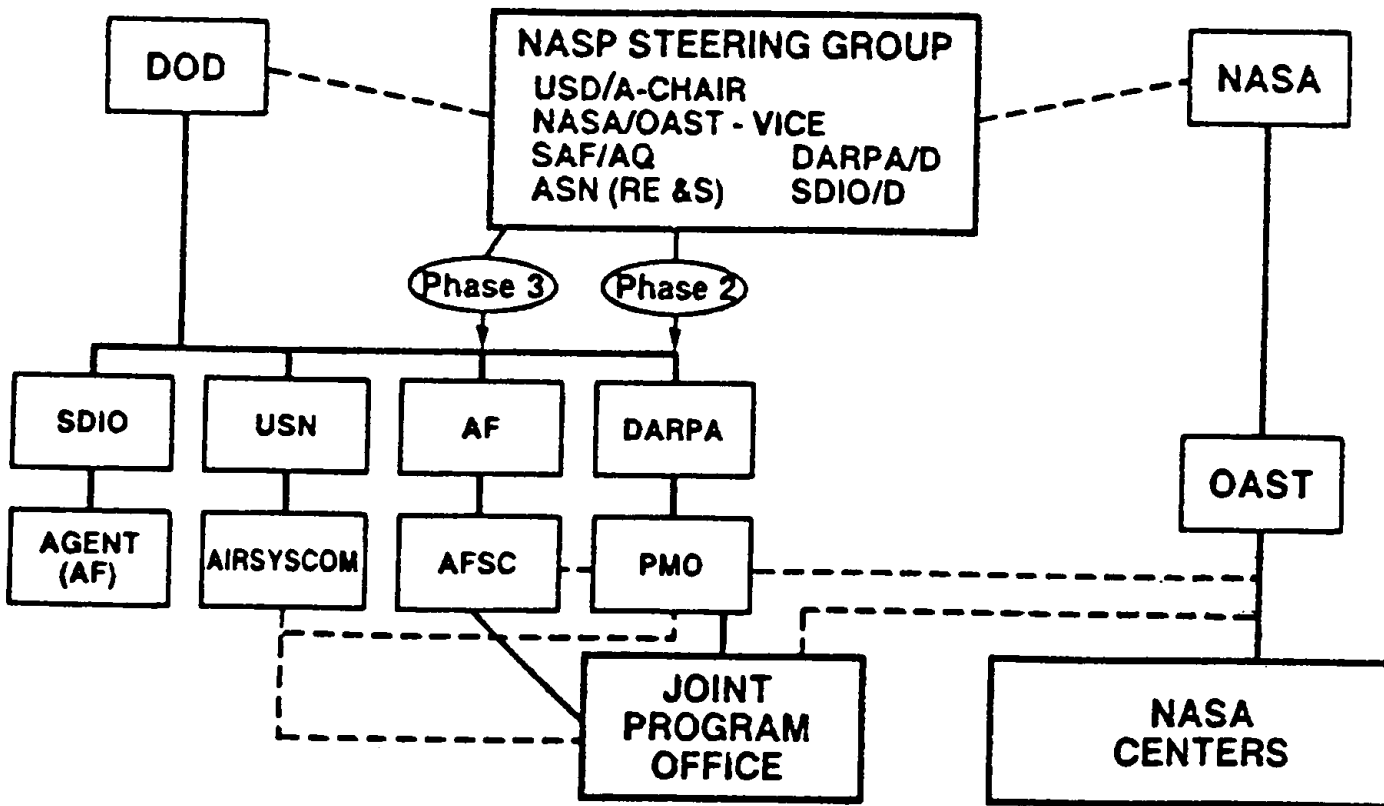 DOD
NASP STEERING GROUP
USD/A-CHAIR
NASA/OAST - VICE
SAF/AQ DARPA/D
ASN (RE &S) SDIO/D
NASA
Phase 3
Phase 2
SDIO
USN
AF
DARPA
OAST
AGENT
(AF)
AIRSYSCOM
AFSC
PMO
JOINT
PROGRAM
OFFICE
NASA
CENTERS